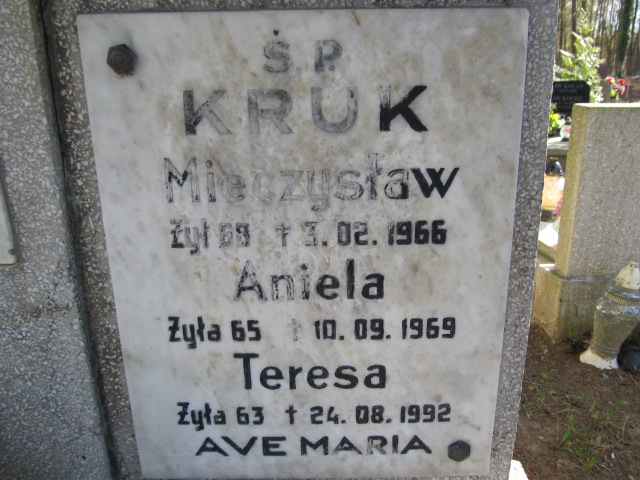 Ś.P.
KRUK
Mieczysław
Żył 69 † 3.02.1966
Aniela
Żyła 65 † 10.09.1969
Teresa
Żyła 63 † 24.08.1992
AVE MARIA